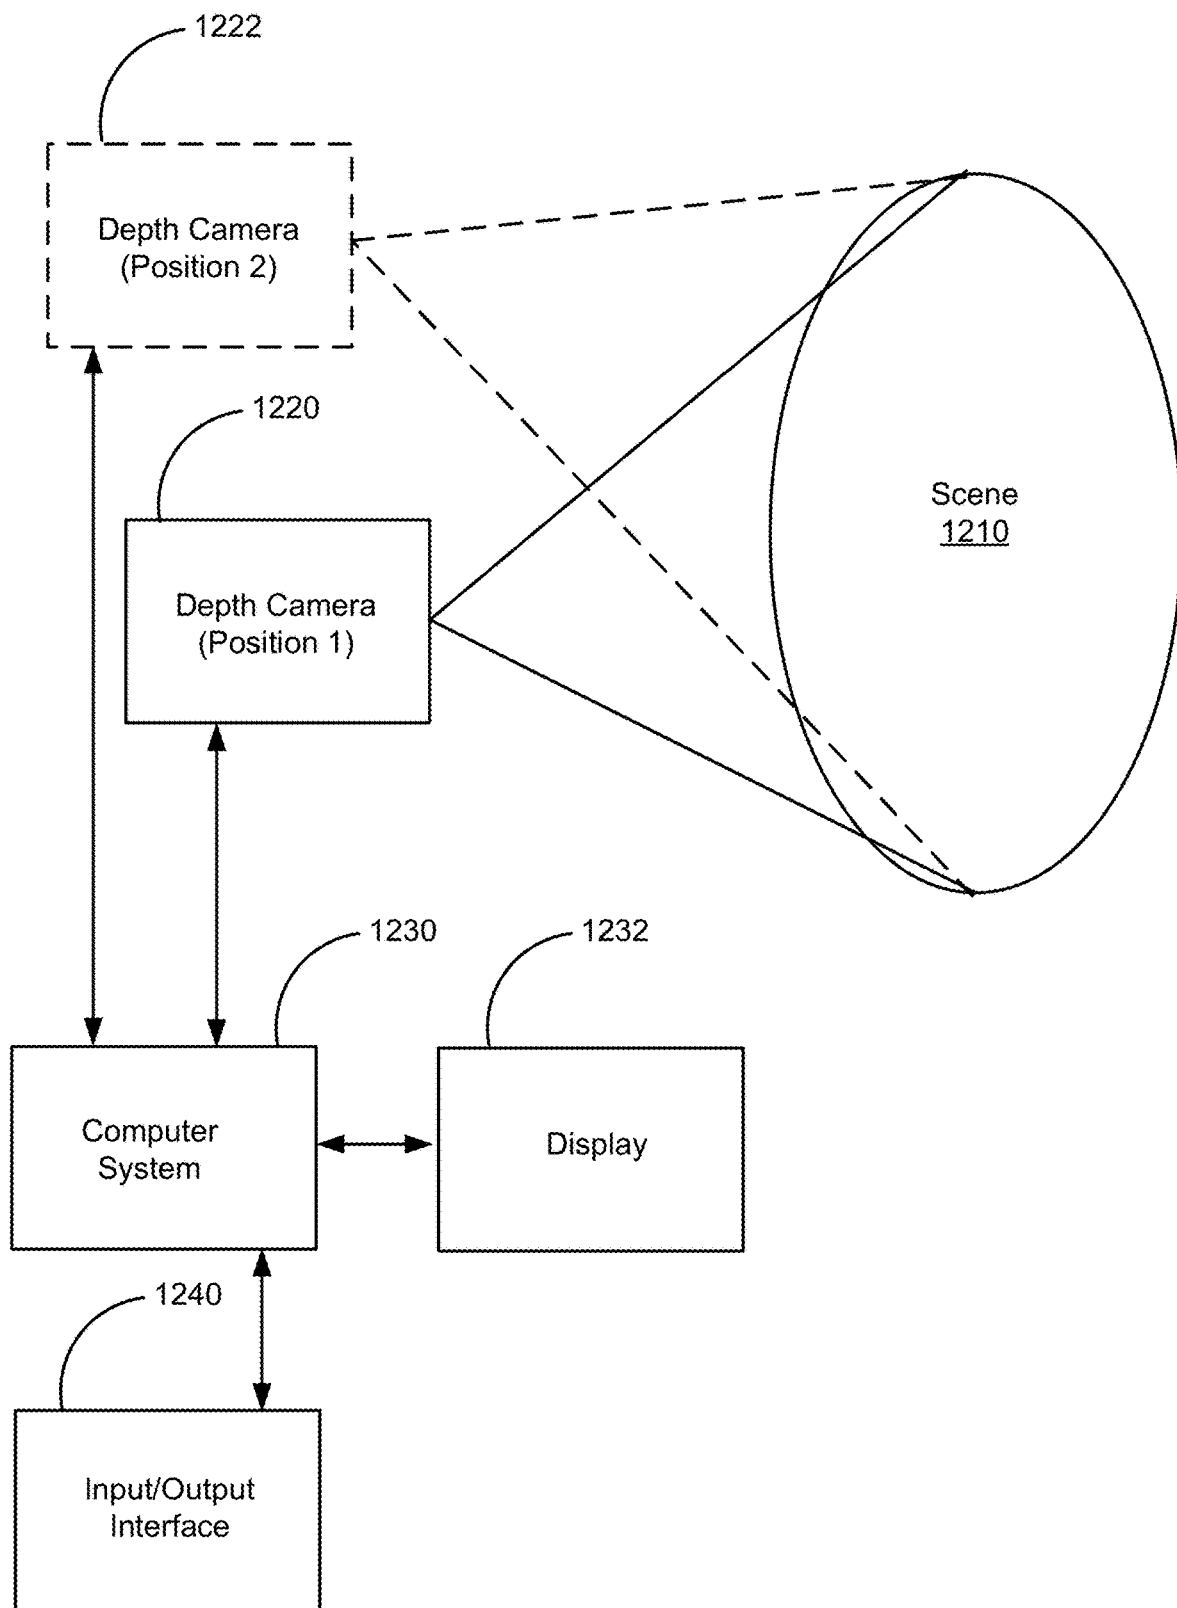 1222
Depth Camera
(Position 2)
1220
Depth Camera
(Position 1)
Scene
1210
1230
1232
Computer
System
Display
1240
Input/Output
Interface